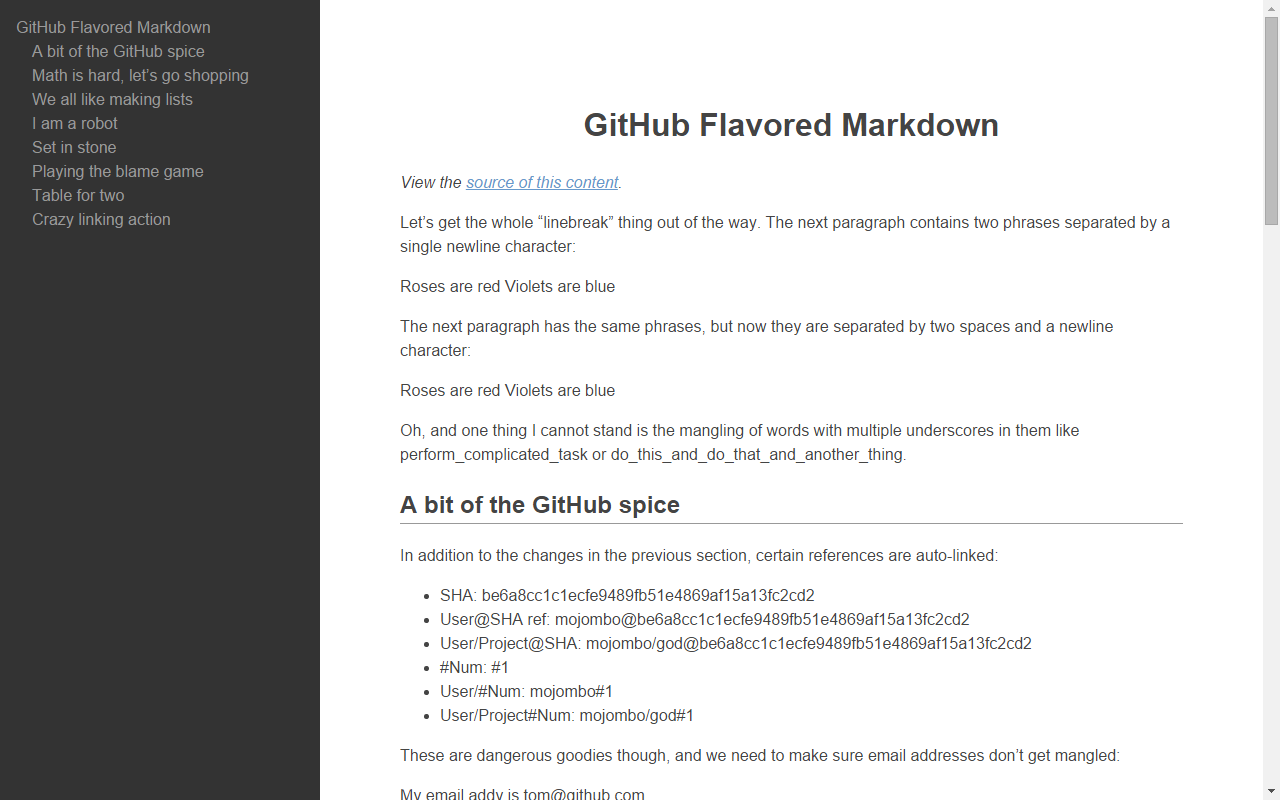 GitHub Flavored Markdown
A bit of the GitHub spice
Math is hard, let’s go shopping
We all like making lists
I am a robot
Set in stone
Playing the blame game
Table for two
Crazy linking action
GitHub Flavored Markdown
View the source of this content.
Let’s get the whole “linebreak” thing out of the way. The next paragraph contains two phrases separated by a
single newline character:
Roses are red Violets are blue
The next paragraph has the same phrases, but now they are separated by two spaces and a newline
character:
Roses are red Violets are blue
Oh, and one thing I cannot stand is the mangling of words with multiple underscores in them like
perform_complicated_task or do_this_and_do_that_and_another_thing.
A bit of the GitHub spice
In addition to the changes in the previous section, certain references are auto-linked:
• SHA: be6a8cc1c1ecfe9489fb51e4869af15a13fc2cd2
• User@SHA ref: mojombo@be6a8cc1c1ecfe9489fb51e4869af15a13fc2cd2
• User/Project@SHA: mojombo/god@be6a8cc1c1ecfe9489fb51e4869af15a13fc2cd2
• #Num: #1
• User/#Num: mojombo#1
• User/Project#Num: mojombo/god#1
These are dangerous goodies though, and we need to make sure email addresses don’t get mangled:
My email addy is tom@github.com